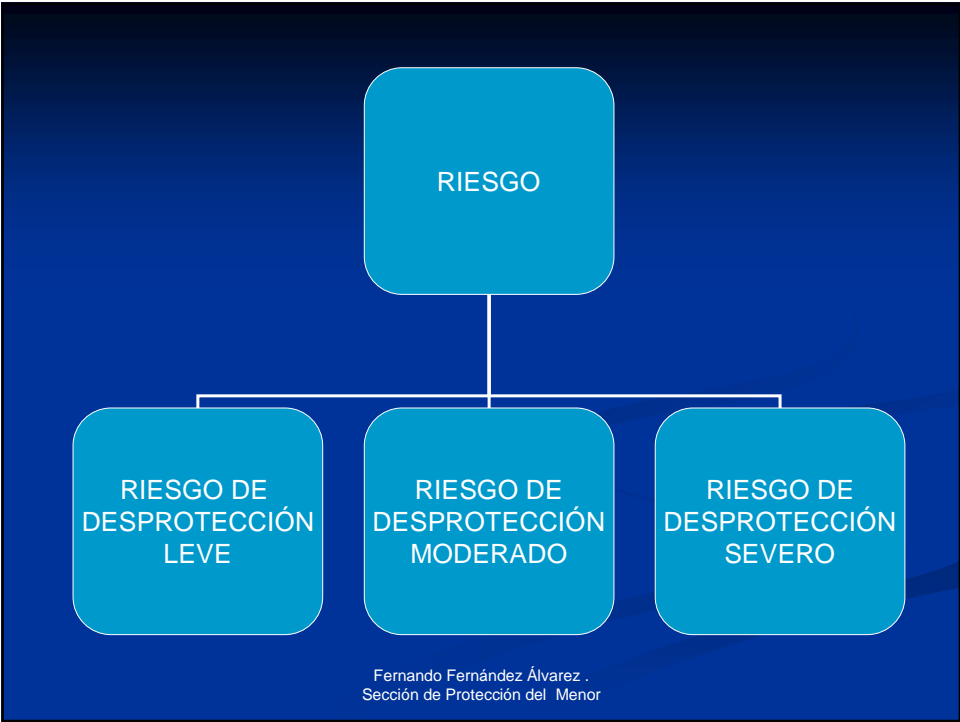 RIESGO
RIESGO DE
DESPROTECCIÓN
LEVE
RIESGO DE
DESPROTECCIÓN
MODERADO
RIESGO DE
DESPROTECCIÓN
SEVERO
Fernando Fernández Álvarez .
Sección de Protección del Menor